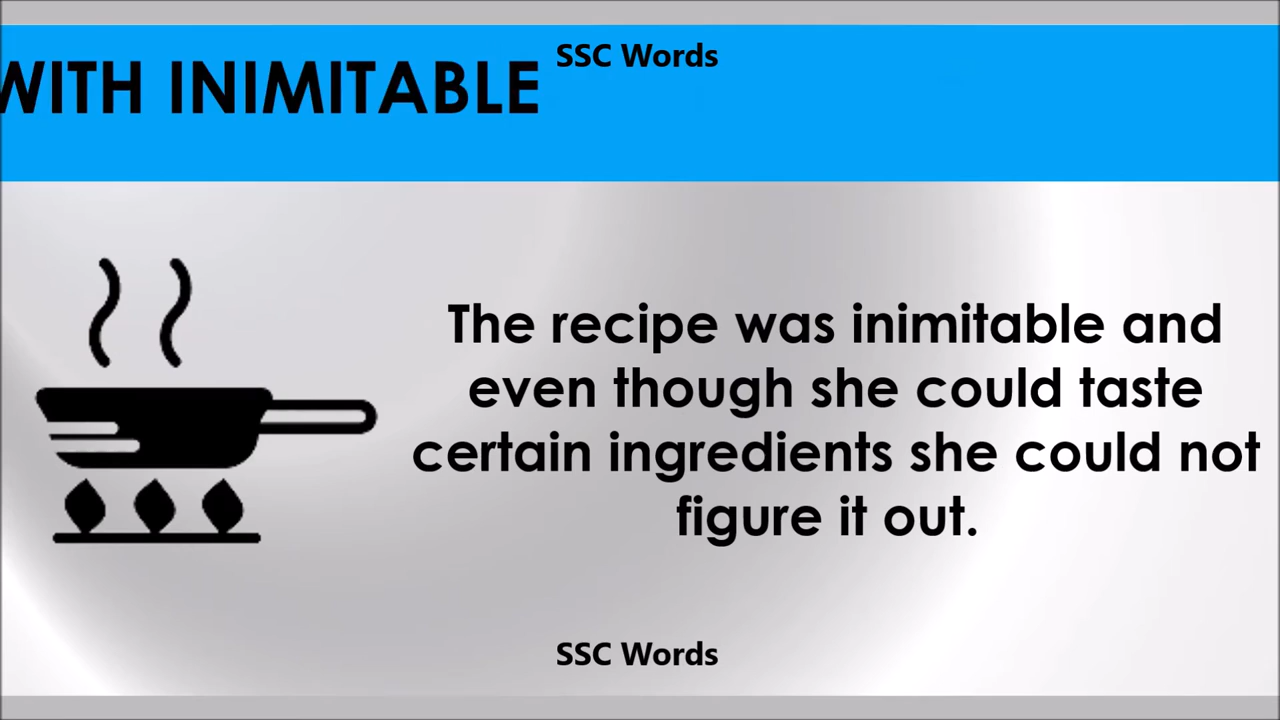 SSC Words
WITH INIMITABLE
The recipe was inimitable and
even though she could taste
certain ingredients she could not
figure it out.
SSC Words